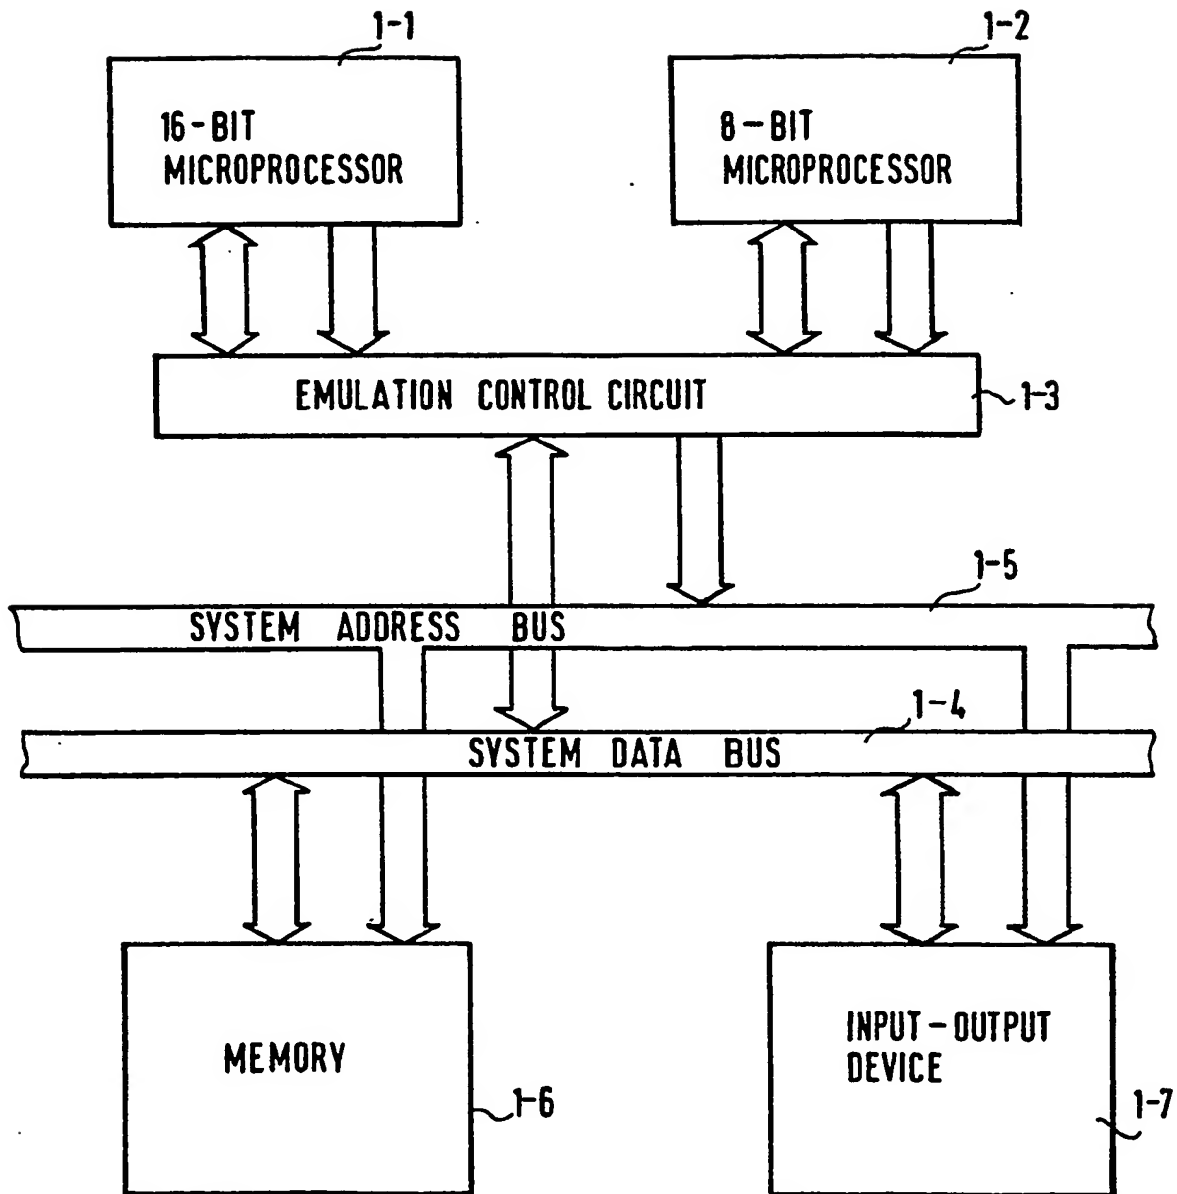 1-1
1-2
16-BIT
MICROPROCESSOR
8-BIT
MICROPROCESSOR
EMULATION CONTROL CIRCUIT
1-3
1-5
SYSTEM ADDRESS BUS
1-4
SYSTEM DATA BUS
MEMORY
INPUT-OUTPUT
DEVICE
1-6
1-7